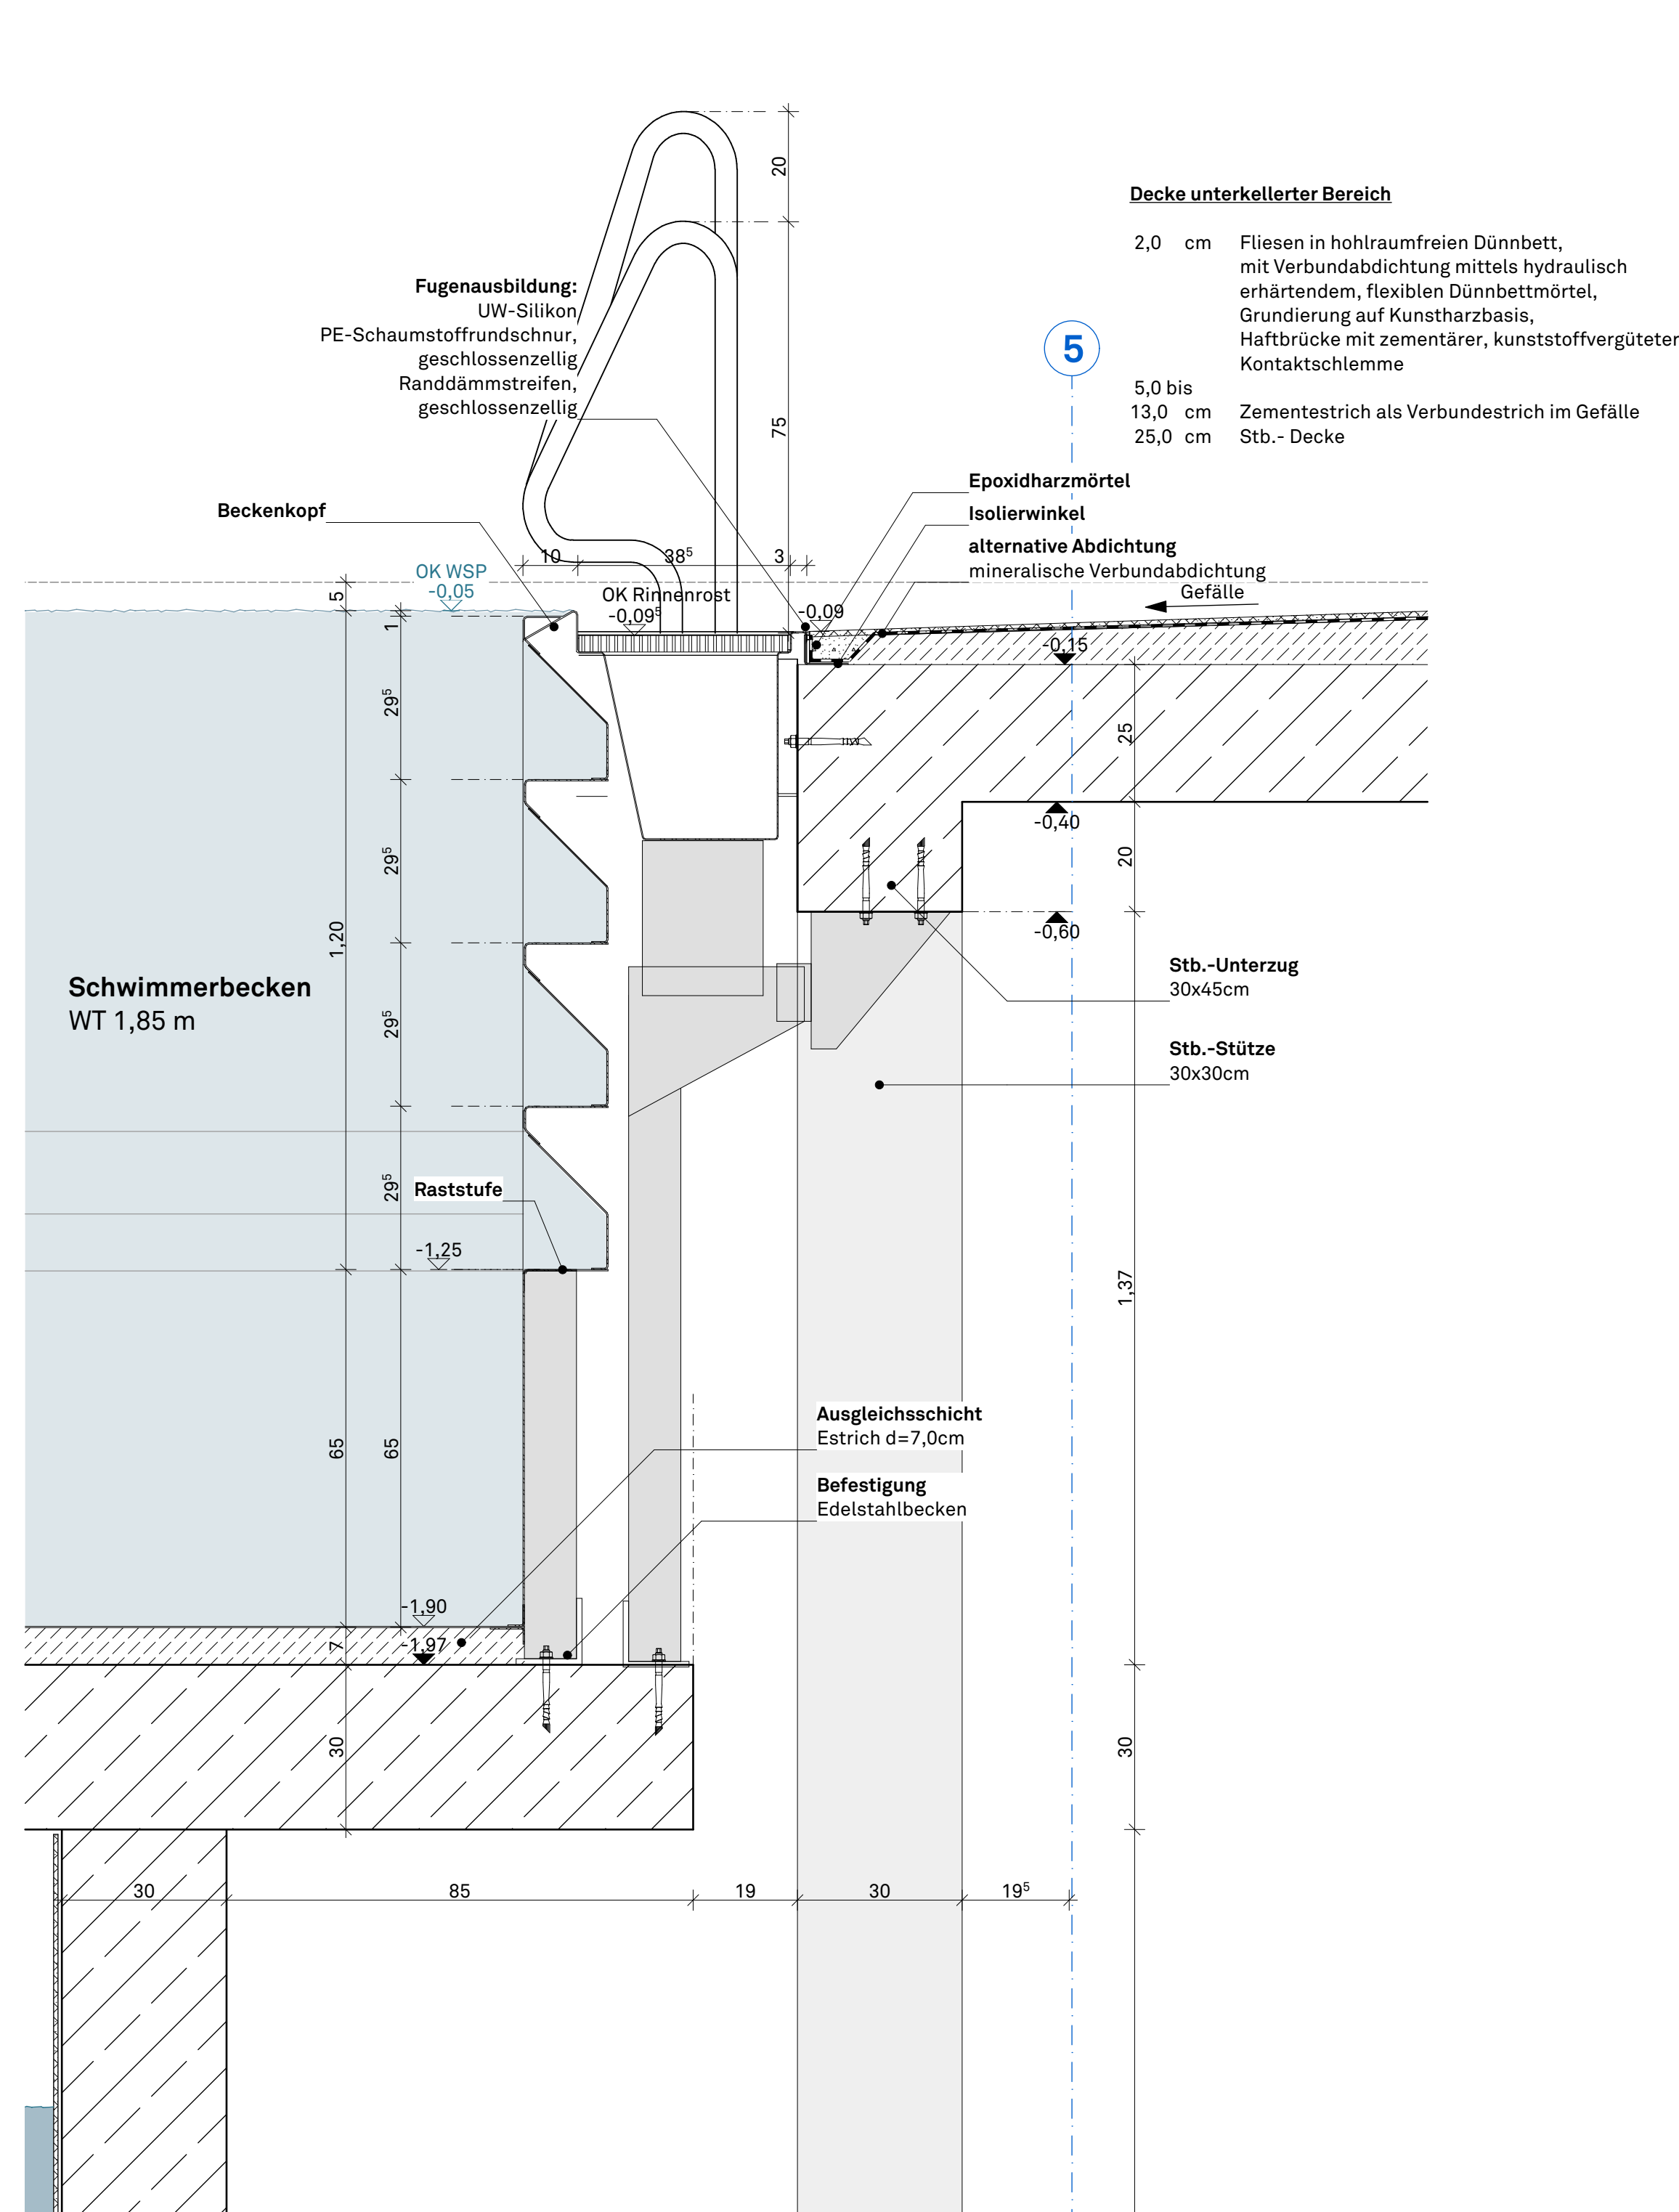 20
Decke unterkellerter Bereich
2,0 cm Fliesen in hohlraumfreien Dünnbett,
mit Verbundabdichtung mittels hydraulisch
erhärtendem, flexiblen Dünnbettmörtel,
Grundierung auf Kunstharzbasis,
Haftbrücke mit zementärer, kunststoffvergüteter
Kontaktschlemme
5,0 bis
13,0 cm Zementestrich als Verbundestrich im Gefälle
25,0 cm Stb.- Decke
Fugenausbildung:
UW-Silikon
PE-Schaumstoffrundschnur,
geschlossenzellig
Randdämmstreifen,
geschlossenzellig
5
75
Beckenkopf
Epoxidharzmörtel
Isolierwinkel
alternative Abdichtung
mineralische Verbundabdichtung
Gefälle
10
38⁵
3
OK WSP
-0,05
OK Rinnenrost
-0,09⁵
-0,09
-0,15
5
1
29⁵
29⁵
29⁵
29⁵
1,20
25
-0,40
20
-0,60
Schwimmerbecken
WT 1,85 m
Stb.-Unterzug
30x45cm
Stb.-Stütze
30x30cm
Raststufe
-1,25
1,37
65
65
Ausgleichsschicht
Estrich d=7,0cm
Befestigung
Edelstahlbecken
-1,90
-1,97
7
30
30
30
85
19
30
19⁵